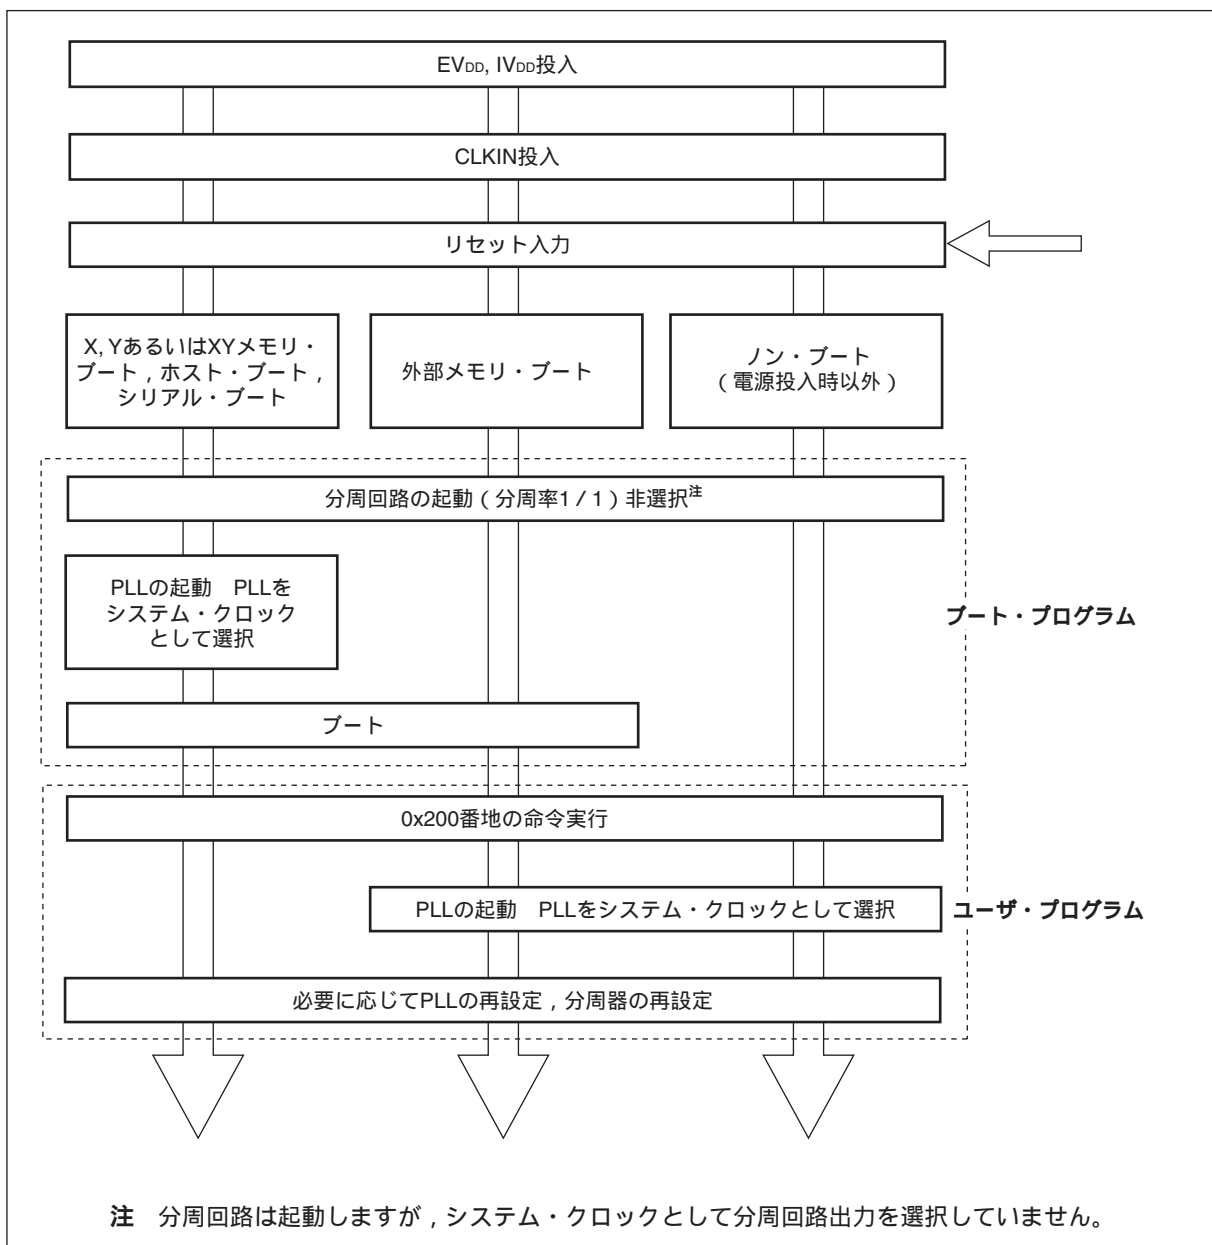 EVDD, IVDD投入
CLKIN投入
リセット入力
X, YあるいはXYメモリ・
ブート，ホスト・ブート，
シリアル・ブート
外部メモリ・ブート
ノン・ブート
（電源投入時以外）
分周回路の起動（分周率1／1）非選択注
PLLの起動　PLLを
システム・クロック
として選択
ブート・プログラム
ブート
0x200番地の命令実行
PLLの起動　PLLをシステム・クロックとして選択
ユーザ・プログラム
必要に応じてPLLの再設定，分周器の再設定
注　分周回路は起動しますが，システム・クロックとして分周回路出力を選択していません。